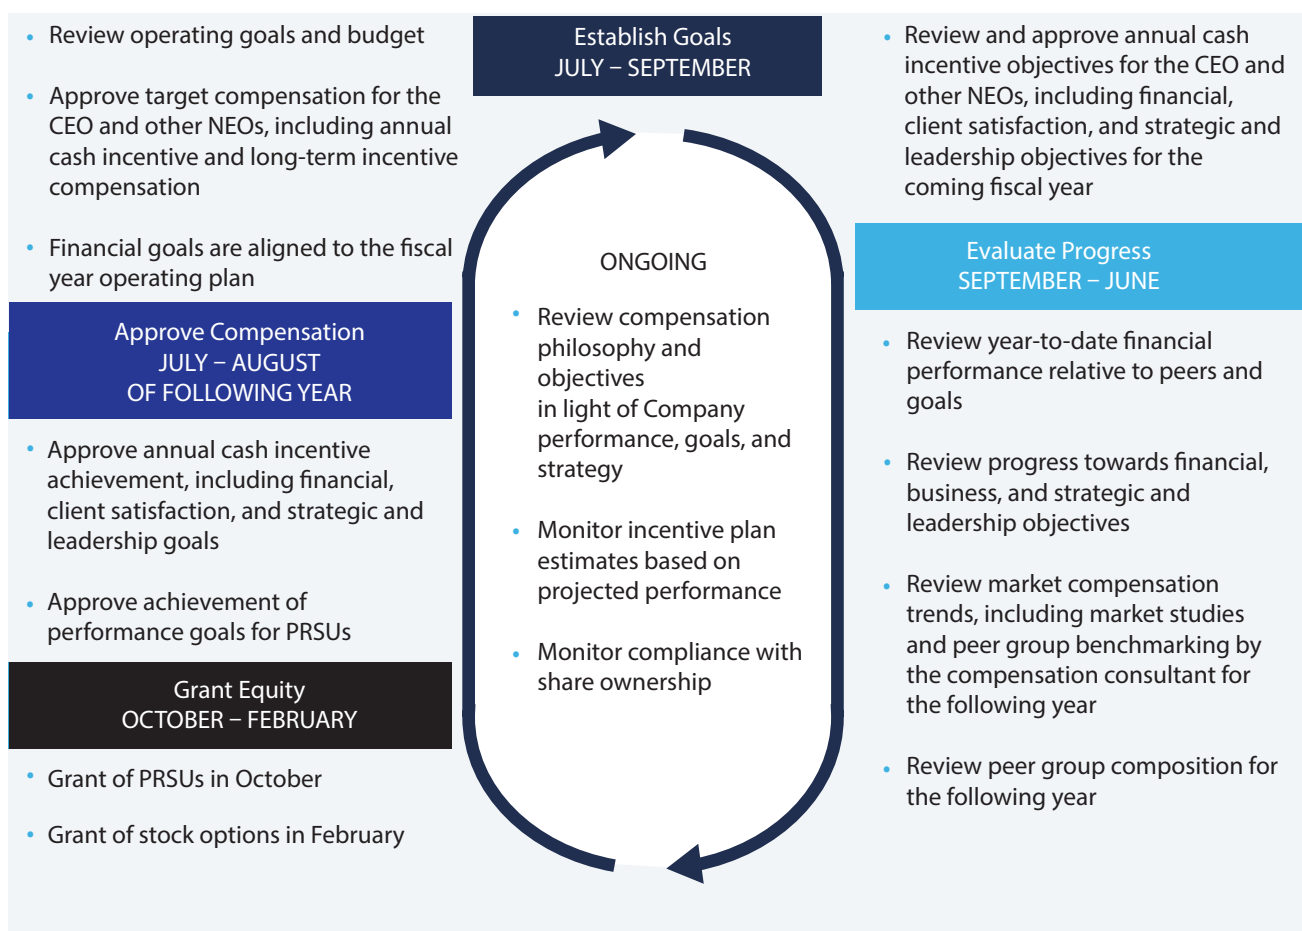 Establish Goals
JULY – SEPTEMBER
• Review operating goals and budget
• Approve target compensation for the
CEO and other NEOs, including annual
cash incentive and long-term incentive
compensation
• Financial goals are aligned to the fiscal
year operating plan
• Review and approve annual cash
incentive objectives for the CEO and
other NEOs, including financial,
client satisfaction, and strategic and
leadership objectives for the
coming fiscal year
Evaluate Progress
SEPTEMBER – JUNE
• Review year-to-date financial
performance relative to peers and
goals
• Review progress towards financial,
business, and strategic and
leadership objectives
• Review market compensation
trends, including market studies
and peer group benchmarking by
the compensation consultant for
the following year
• Review peer group composition for
the following year
Approve Compensation
JULY – AUGUST
OF FOLLOWING YEAR
• Approve annual cash incentive
achievement, including financial,
client satisfaction, and strategic and
leadership goals
• Approve achievement of
performance goals for PRSUs
Grant Equity
OCTOBER – FEBRUARY
• Grant of PRSUs in October
• Grant of stock options in February
ONGOING
• Review compensation
philosophy and
objectives
in light of Company
performance, goals, and
strategy
• Monitor incentive plan
estimates based on
projected performance
• Monitor compliance with
share ownership